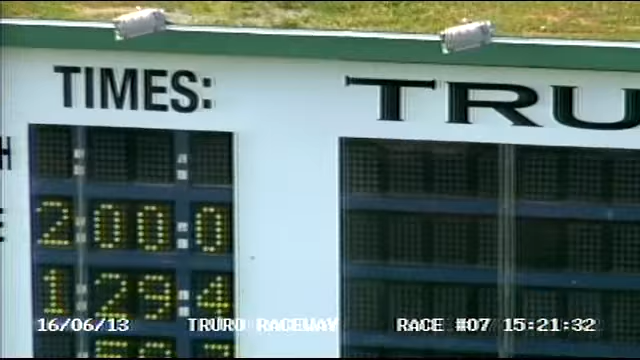 TIMES: TRU
H
2:00:0
1:29:4
16/06/13 TRURO RACEWAY RACE #07 15:21:32